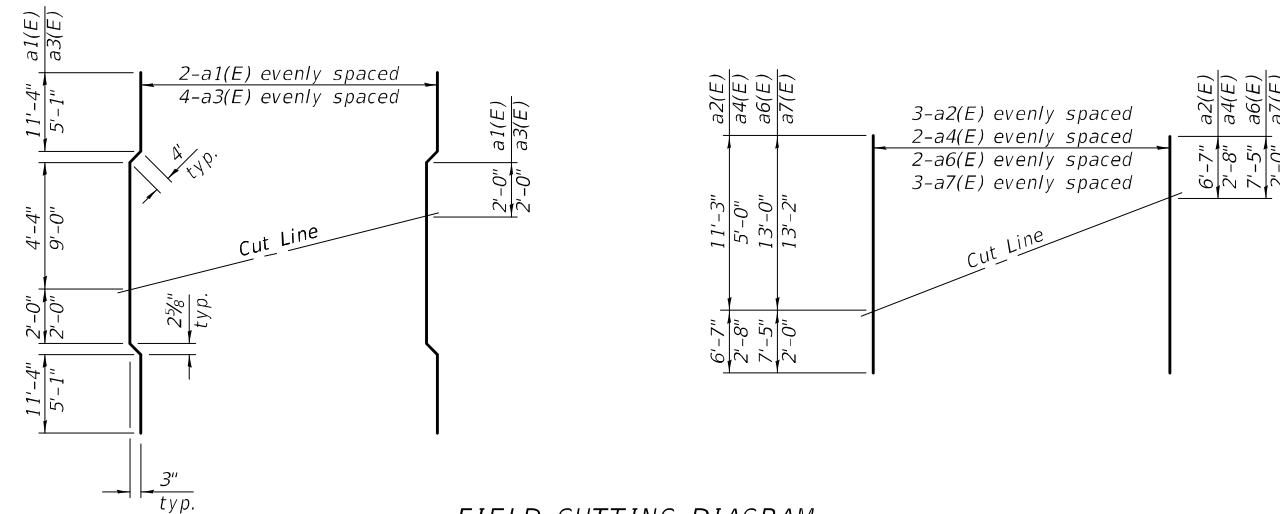 a1(E)
a3(E)
11'-4"
5'-1"
2-a1(E) evenly spaced
4-a3(E) evenly spaced
4'
typ.
a1(E)
a3(E)
2'-0"
2'-0"
4'-4"
9'-0"
Cut Line
2'-0"
2'-0"
2⅝"
typ.
11'-4"
5'-1"
3"
typ.
a2(E)
a4(E)
a6(E)
a7(E)
3-a2(E) evenly spaced
2-a4(E) evenly spaced
2-a6(E) evenly spaced
3-a7(E) evenly spaced
a2(E)
a4(E)
a6(E)
a7(E)
6'-7"
2'-8"
7'-5"
2'-0"
11'-3"
5'-0"
13'-0"
13'-2"
Cut Line
6'-7"
2'-8"
7'-5"
2'-0"
FIELD CUTTING DIAGRAM